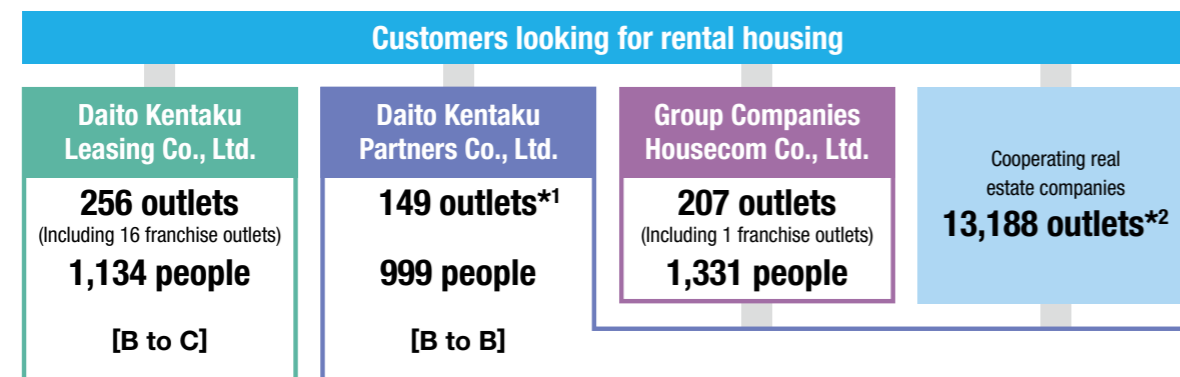 Customers looking for rental housing
Daito Kentaku
Leasing Co., Ltd.
256 outlets
(Including 16 franchise outlets)
1,134 people
[B to C]
Daito Kentaku
Partners Co., Ltd.
149 outlets*1
999 people
[B to B]
Group Companies
Housecom Co., Ltd.
207 outlets
(Including 1 franchise outlets)
1,331 people
Cooperating real
estate companies
13,188 outlets*2